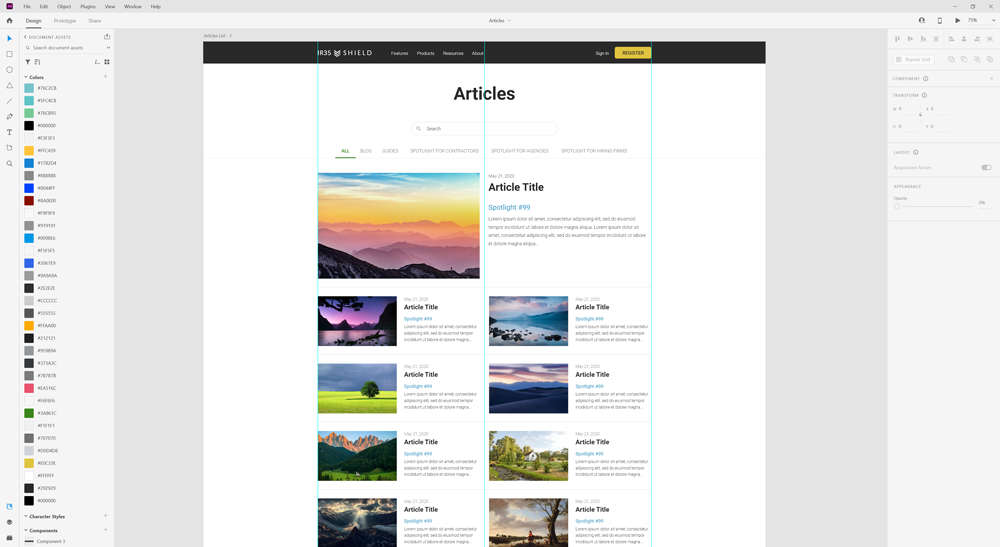 File Edit Object Plugins View Window Help
Design Prototype Share
Articles
75%
DOCUMENT ASSETS
Search document assets
Colors
#76C2CB
#5EC4CB
#76CB95
#000000
#F3F3F3
#FFC439
#1782D4
#888888
#0044FF
#8A0E00
#F9F9F9
#919191
#0098E6
#F5F5F5
#3067E9
#9A9A9A
#2E2E2E
#CCCCCC
#555555
#FFAA00
#212121
#95989A
#373A3C
#7B7B7B
#EA516C
#F6F6F6
#3A861C
#F1F1F1
#707070
#D0D4D8
#E0C33E
#FFFFFF
#292929
#000000
Character Styles
Components
Component 3
Articles List - 1
IR35 SHIELD
Features Products Resources About
Sign In REGISTER
Articles
Search
ALL BLOG GUIDES SPOTLIGHT FOR CONTRACTORS SPOTLIGHT FOR AGENCIES SPOTLIGHT FOR HIRING FIRMS
May 21, 2020
Article Title
Spotlight #99
Lorem ipsum dolor sit amet, consectetur
adipiscing elit, sed do eiusmod tempor incididunt
ut labore et dolore magna aliqua. Lorem ipsum
dolor sit amet, consectetur adipiscing elit, sed do
eiusmod tempor incididunt ut labore et
dolore magna aliqua...
May 21, 2020
Article Title
Spotlight #99
Lorem ipsum dolor sit amet, consectetur
adipiscing elit, sed do eiusmod tempor
incididunt ut labore et dolore magna...
May 21, 2020
Article Title
Spotlight #99
Lorem ipsum dolor sit amet, consectetur
adipiscing elit, sed do eiusmod tempor
incididunt ut labore et dolore magna...
May 21, 2020
Article Title
Spotlight #99
Lorem ipsum dolor sit amet, consectetur
adipiscing elit, sed do eiusmod tempor
incididunt ut labore et dolore magna...
May 21, 2020
Article Title
Spotlight #99
Lorem ipsum dolor sit amet, consectetur
adipiscing elit, sed do eiusmod tempor
incididunt ut labore et dolore magna...
May 21, 2020
Article Title
Spotlight #99
Lorem ipsum dolor sit amet, consectetur
adipiscing elit, sed do eiusmod tempor
incididunt ut labore et dolore magna...
May 21, 2020
Article Title
Spotlight #99
Lorem ipsum dolor sit amet, consectetur
adipiscing elit, sed do eiusmod tempor
incididunt ut labore et dolore magna...
May 21, 2020
Article Title
Spotlight #99
Lorem ipsum dolor sit amet, consectetur
adipiscing elit, sed do eiusmod tempor
incididunt ut labore et dolore magna...
May 21, 2020
Article Title
Spotlight #99
Lorem ipsum dolor sit amet, consectetur
adipiscing elit, sed do eiusmod tempor
incididunt ut labore et dolore magna...
Repeat Grid
COMPONENT
TRANSFORM
W 0 X 0
H 0 Y 0
LAYOUT
Responsive Resize
APPEARANCE
Opacity
0%